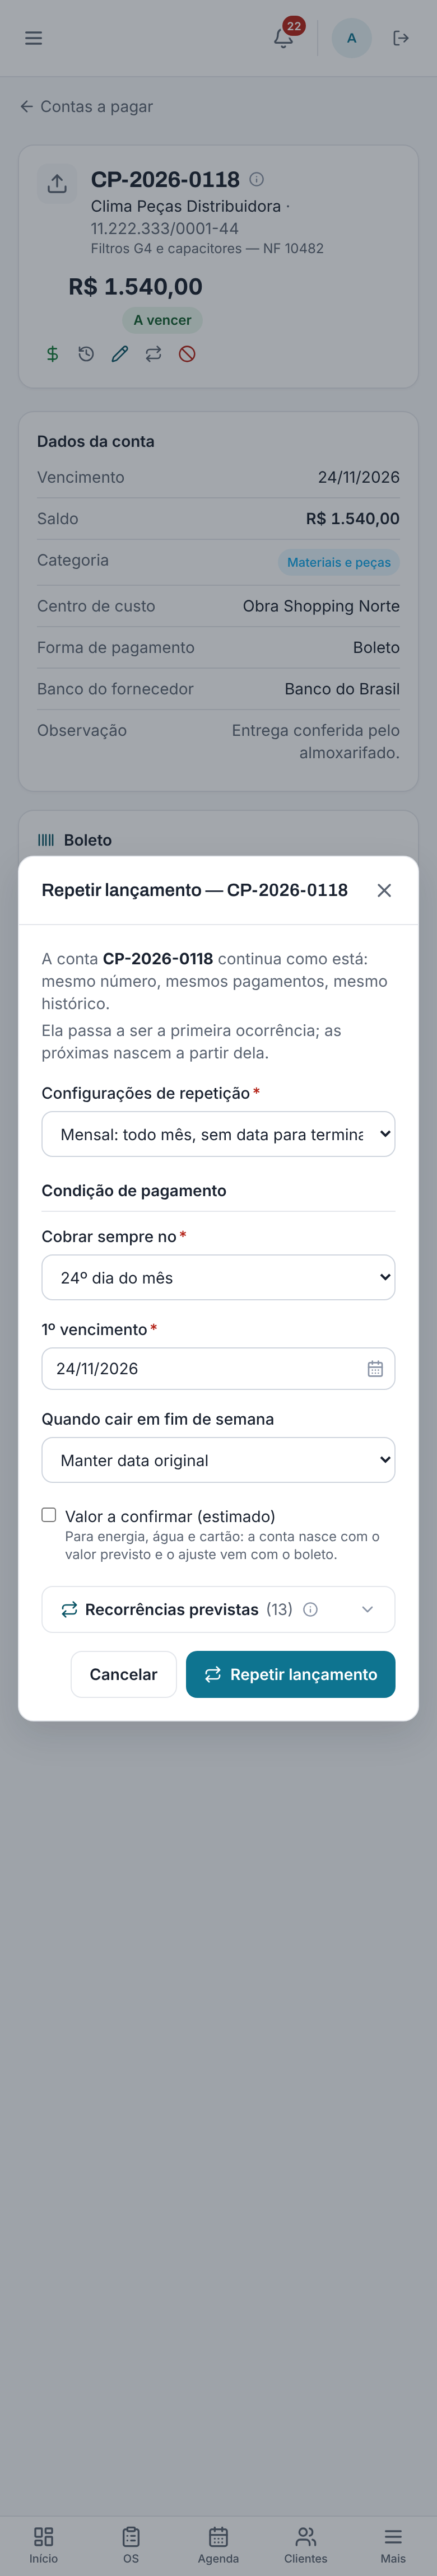 22
A
Contas a pagar
CP-2026-0118
Clima Peças Distribuidora ·
11.222.333/0001-44
Filtros G4 e capacitores — NF 10482
R$ 1.540,00
A vencer
Dados da conta
Vencimento 24/11/2026
Saldo R$ 1.540,00
Categoria Materiais e peças
Centro de custo Obra Shopping Norte
Forma de pagamento Boleto
Banco do fornecedor Banco do Brasil
Observação Entrega conferida pelo
almoxarifado.
Boleto
Repetir lançamento — CP-2026-0118
A conta CP-2026-0118 continua como está:
mesmo número, mesmos pagamentos, mesmo
histórico.
Ela passa a ser a primeira ocorrência; as
próximas nascem a partir dela.
Configurações de repetição *
Mensal: todo mês, sem data para termina
Condição de pagamento
Cobrar sempre no *
24º dia do mês
1º vencimento *
24/11/2026
Quando cair em fim de semana
Manter data original
Valor a confirmar (estimado)
Para energia, água e cartão: a conta nasce com o
valor previsto e o ajuste vem com o boleto.
Recorrências previstas (13)
Cancelar Repetir lançamento
Início OS Agenda Clientes Mais